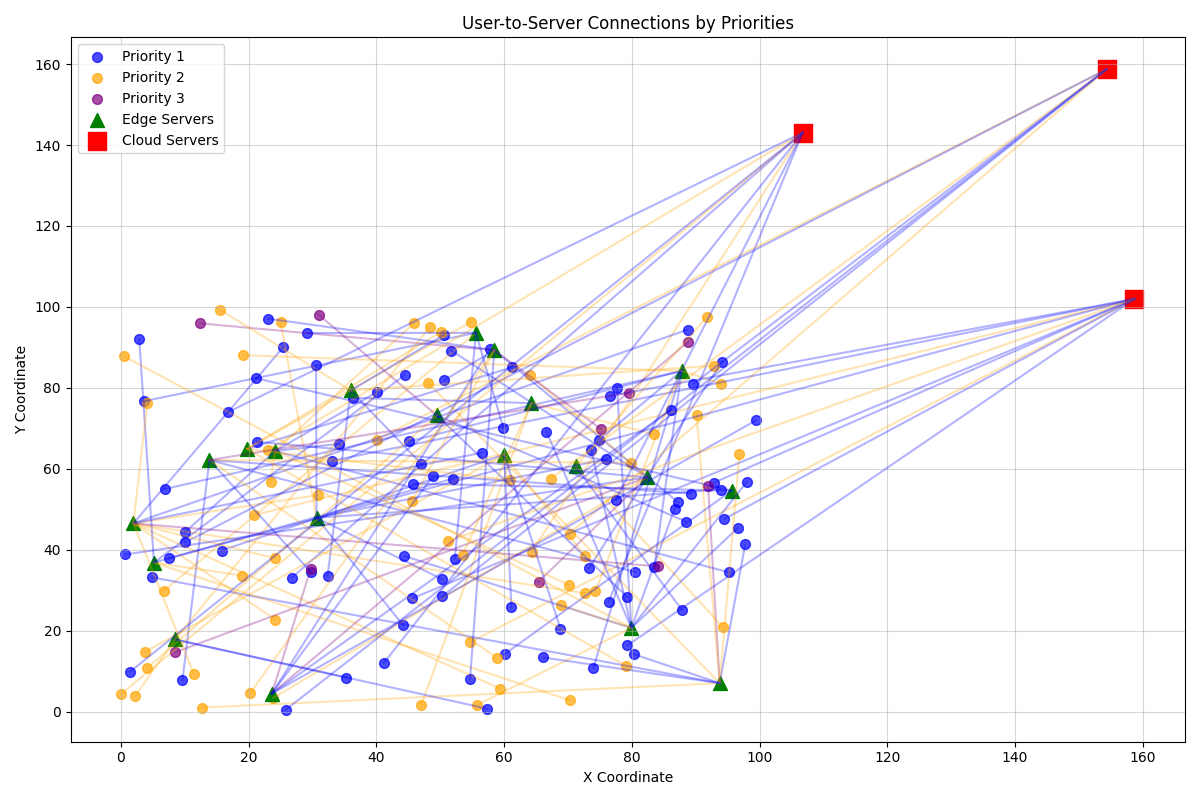 User-to-Server Connections by Priorities
Priority 1
Priority 2
Priority 3
Edge Servers
Cloud Servers
160
140
120
100
80
60
40
20
0
Y Coordinate
0 20 40 60 80 100 120 140 160
X Coordinate